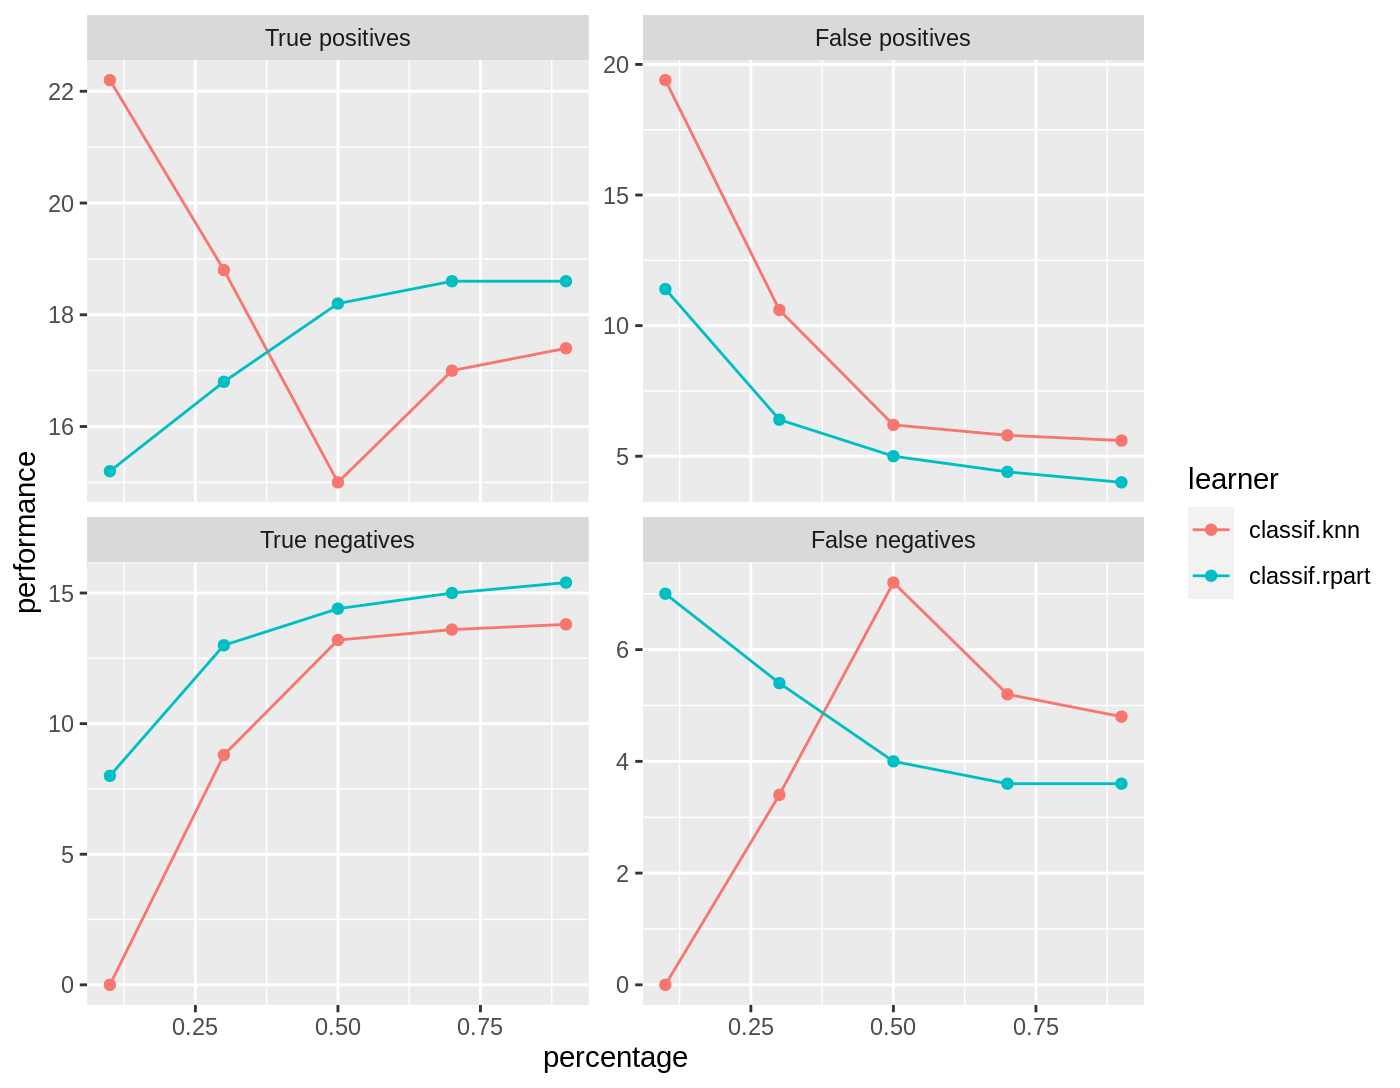 True positives
False positives
22
20
18
16
20
15
10
5
True negatives
False negatives
15
10
5
0
6
4
2
0
0.25 0.50 0.75
0.25 0.50 0.75
percentage
performance
learner
classif.knn
classif.rpart